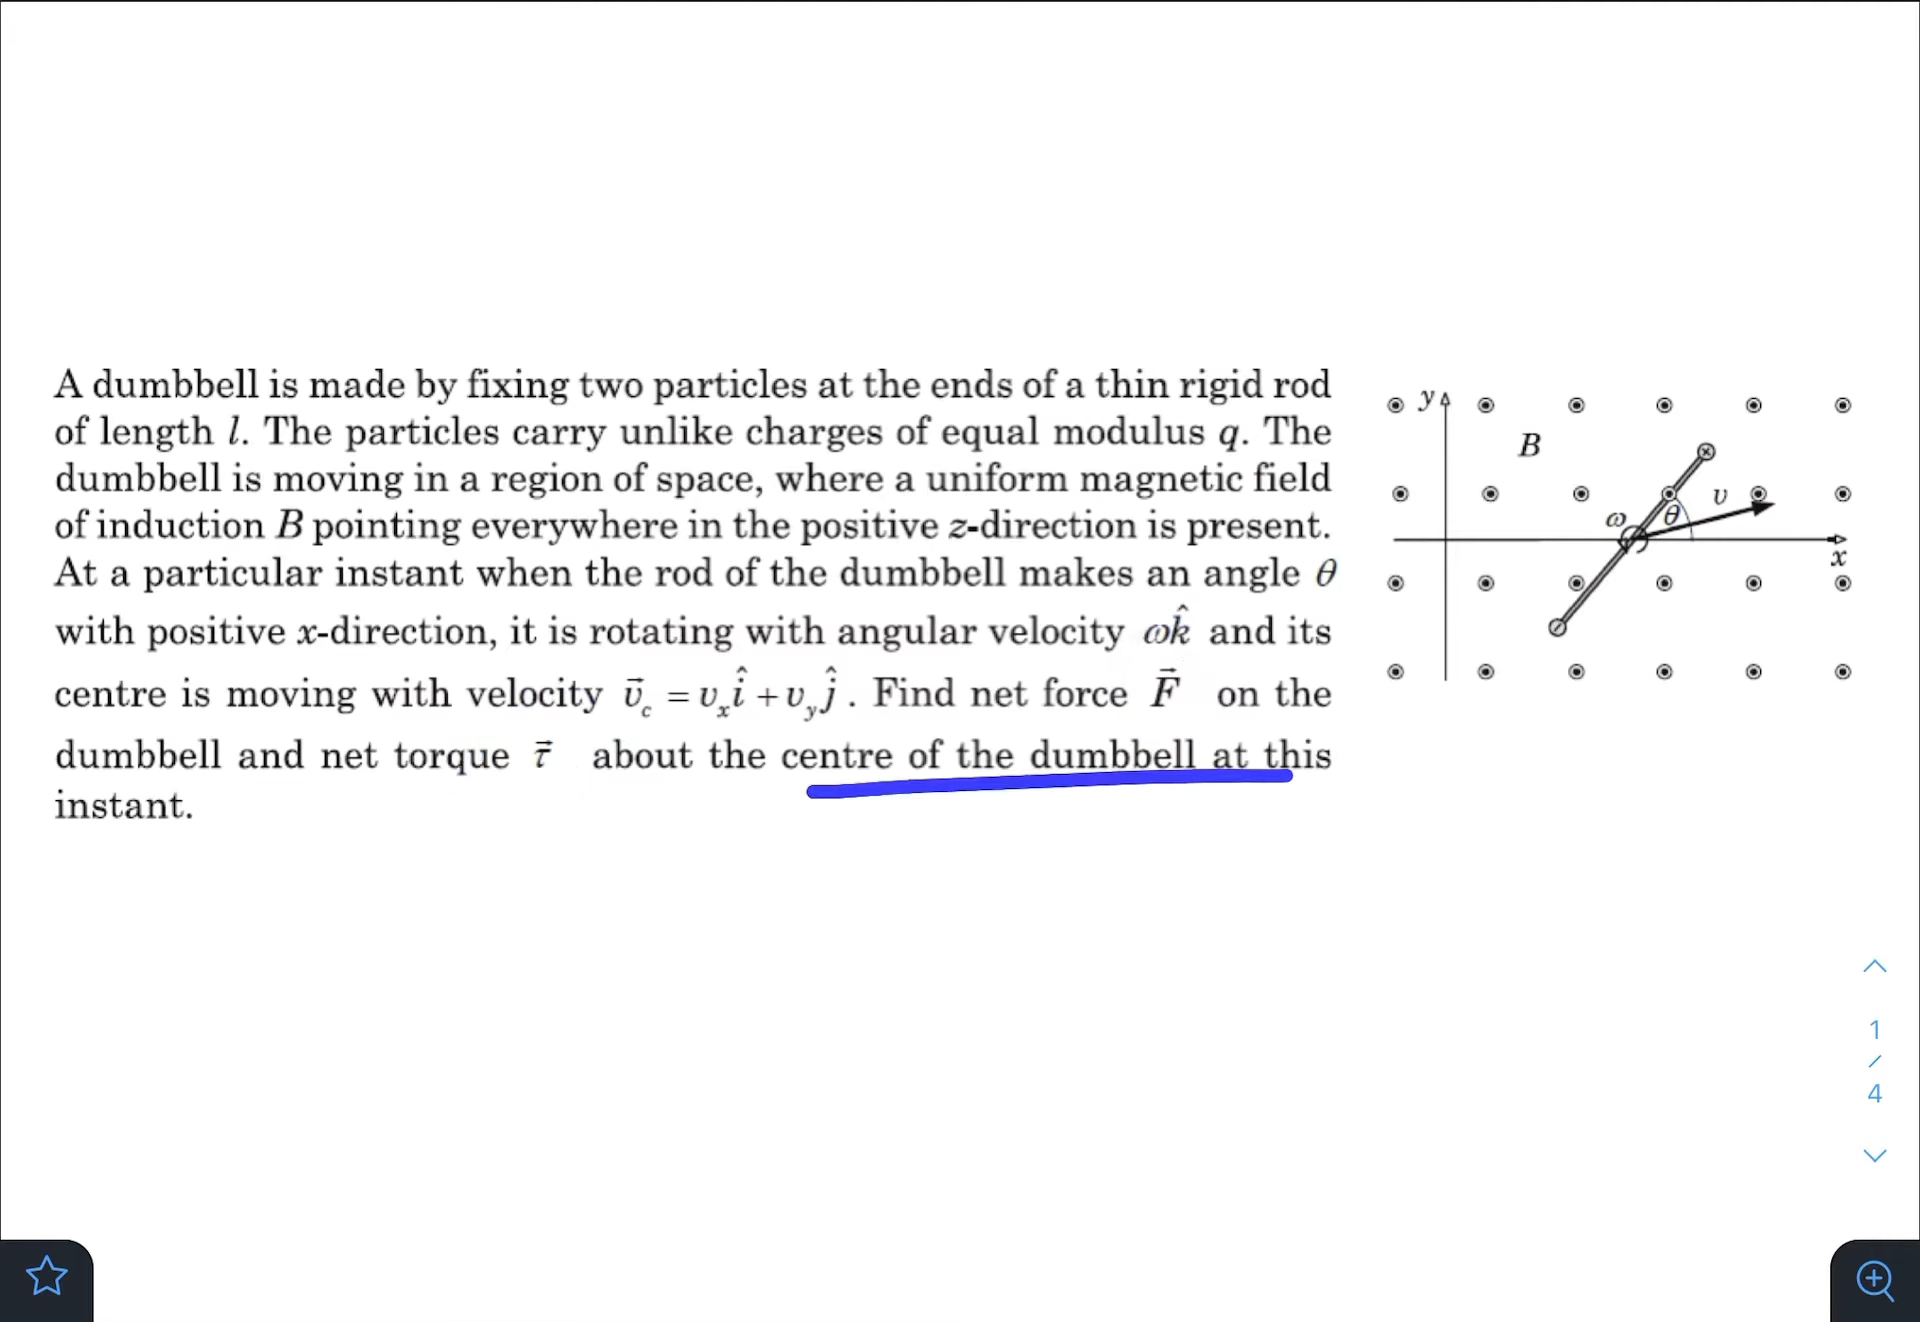 A dumbbell is made by fixing two particles at the ends of a thin rigid rod
of length l. The particles carry unlike charges of equal modulus q. The
dumbbell is moving in a region of space, where a uniform magnetic field
of induction B pointing everywhere in the positive z-direction is present.
At a particular instant when the rod of the dumbbell makes an angle θ
with positive x-direction, it is rotating with angular velocity ωk̂ and its
centre is moving with velocity v⃗_c = v_x î + v_y ĵ. Find net force F⃗ on the
dumbbell and net torque τ⃗ about the centre of the dumbbell at this
instant.
y
B
v
ω
θ
x
1
/
4